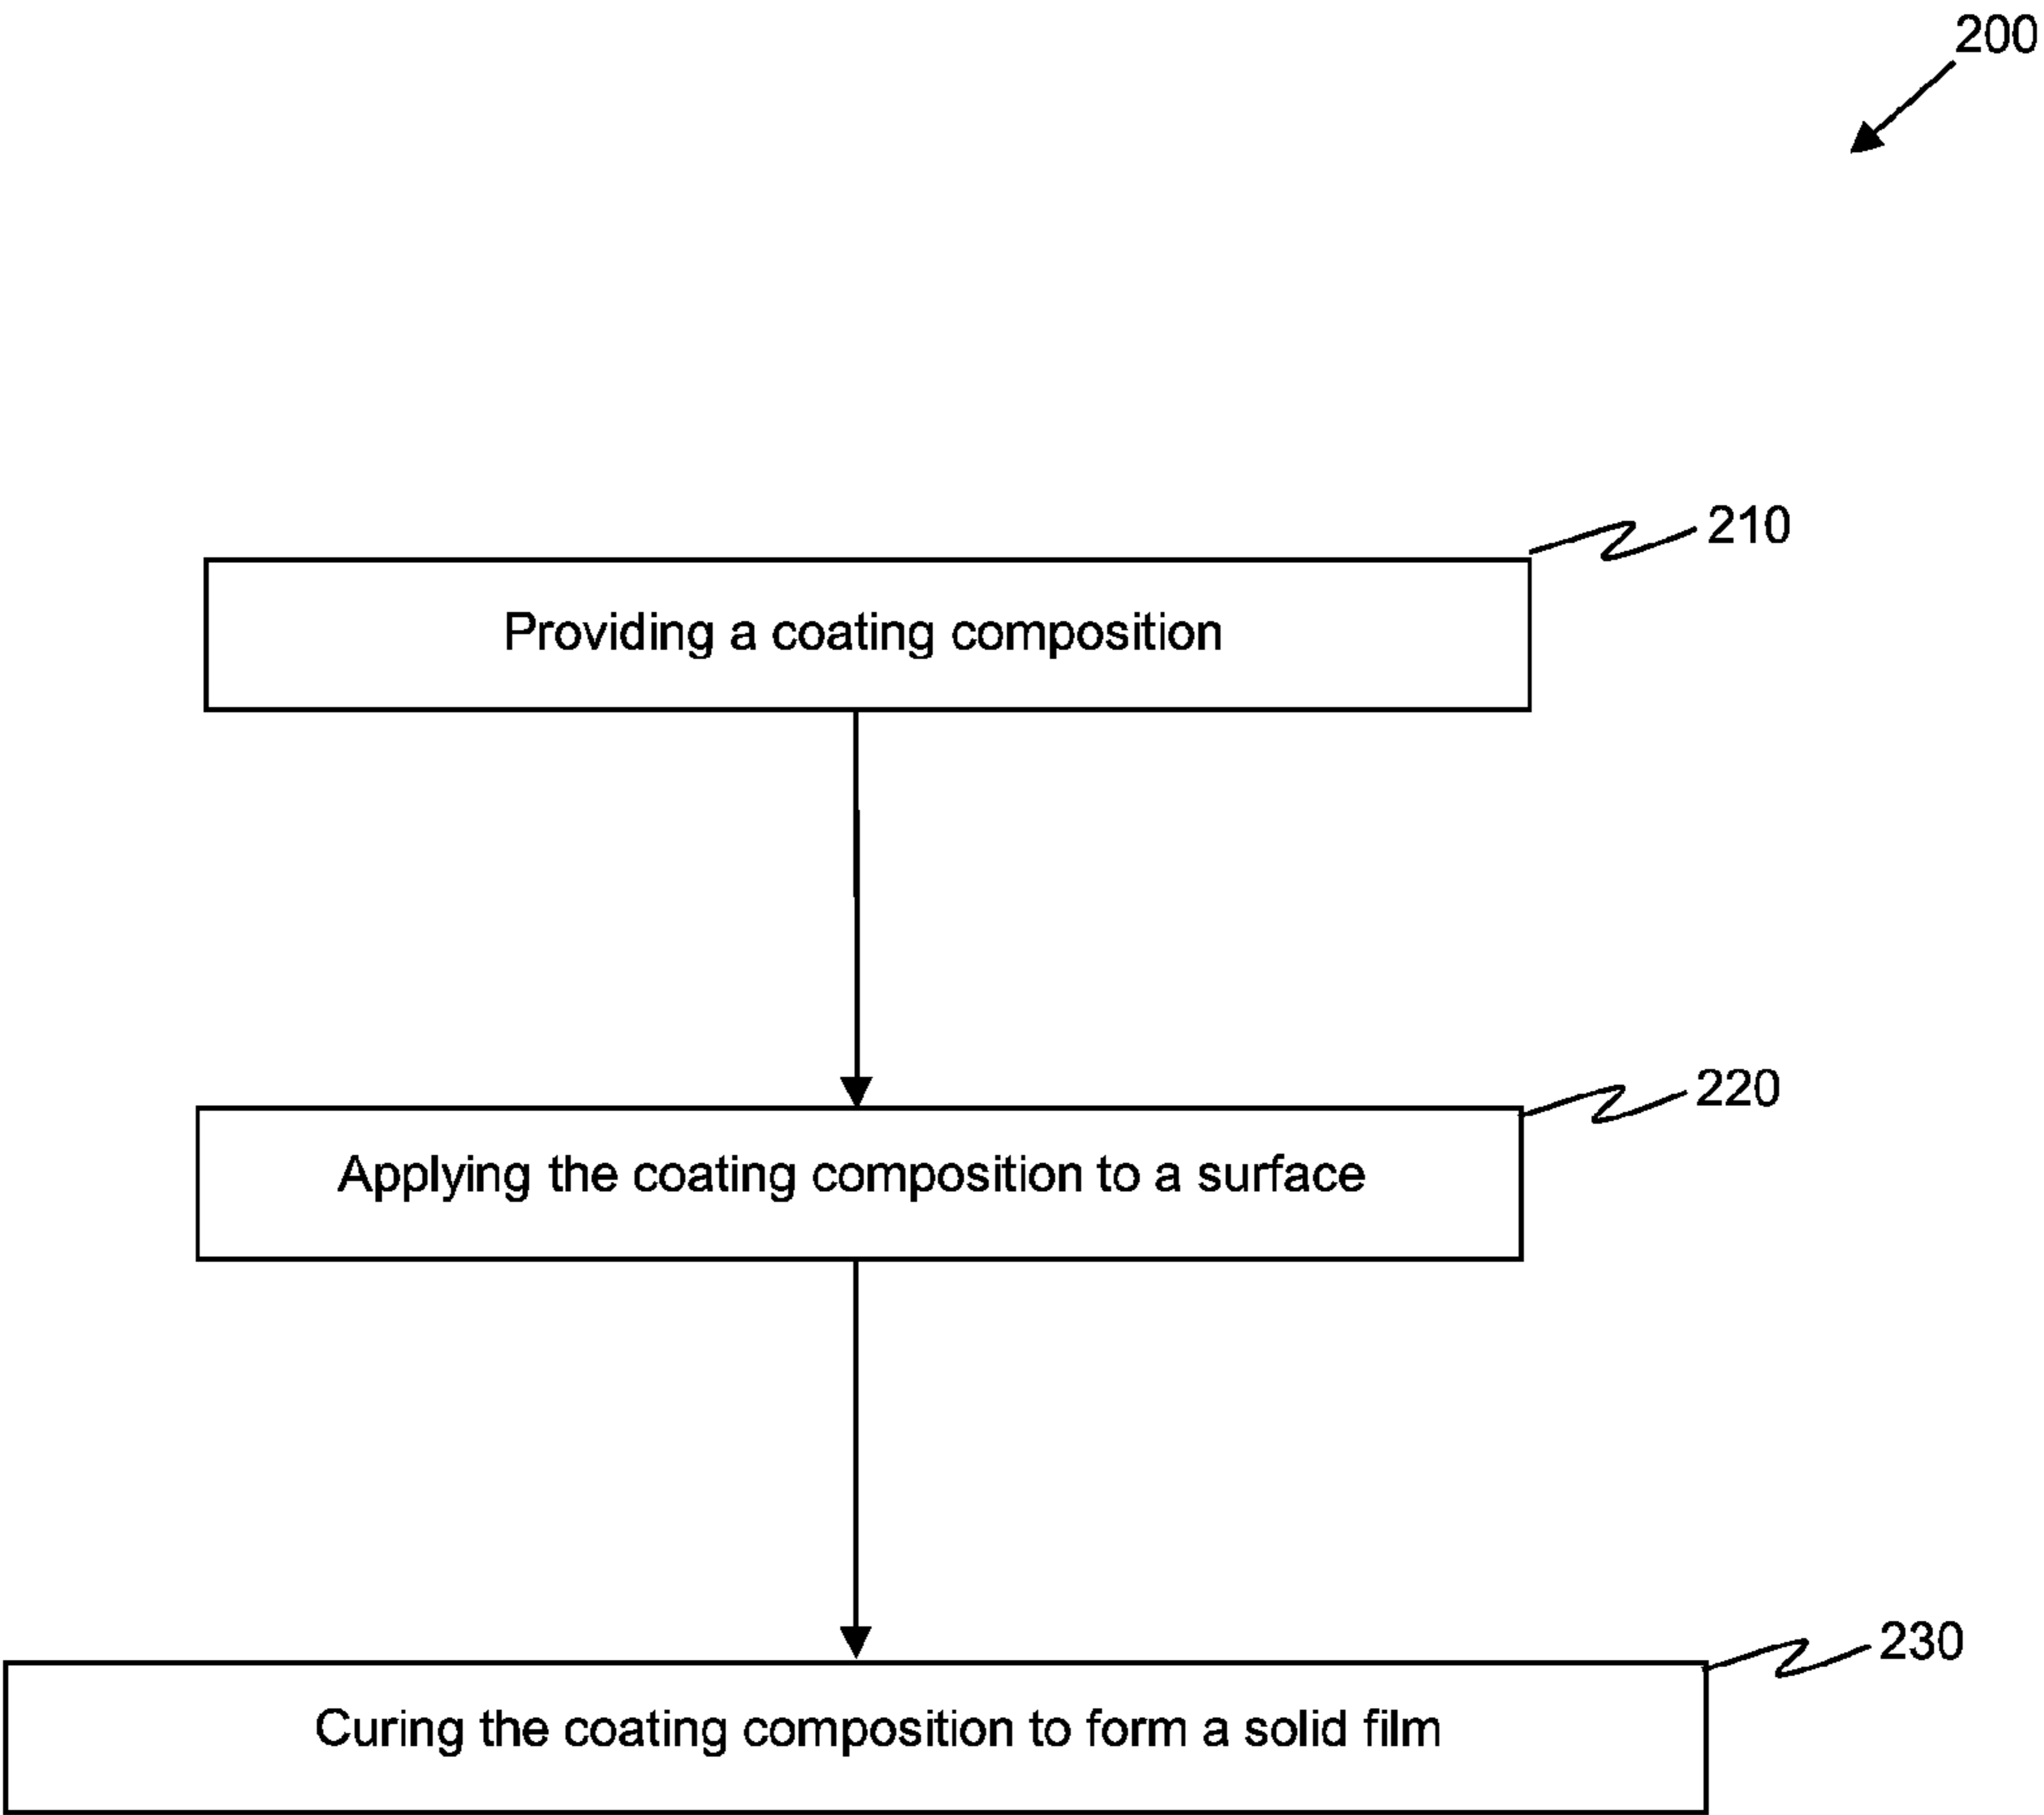 200
210
Providing a coating composition
220
Applying the coating composition to a surface
230
Curing the coating composition to form a solid film